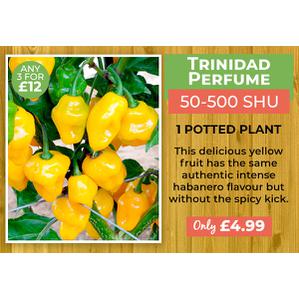 ANY
3 FOR
£12
TRINIDAD
PERFUME
50-500 SHU
1 POTTED PLANT
This delicious yellow
fruit has the same
authentic intense
habanero flavour but
without the spicy kick.
Only £4.99